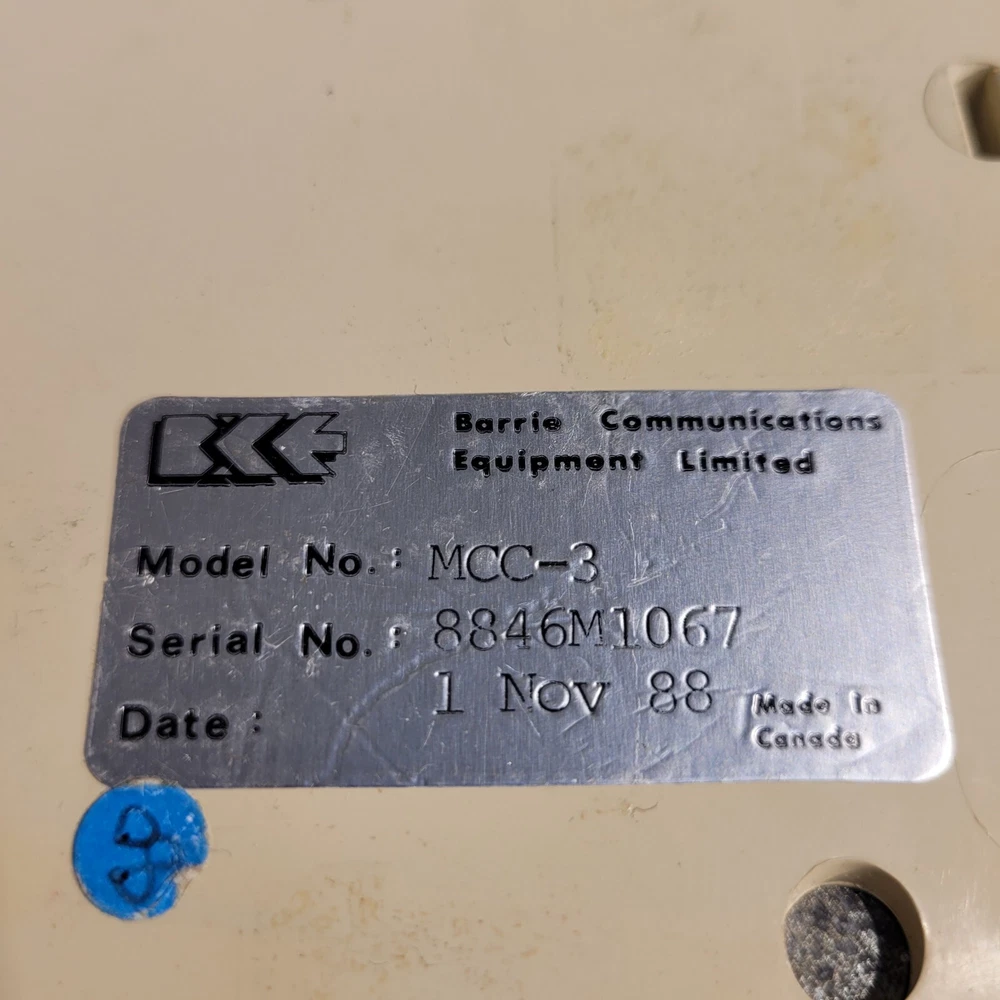 BCE
Barrie Communications
Equipment Limited
Model No.: MCC-3
Serial No.: 8846M1067
Date: 1 Nov 88
Made in
Canada